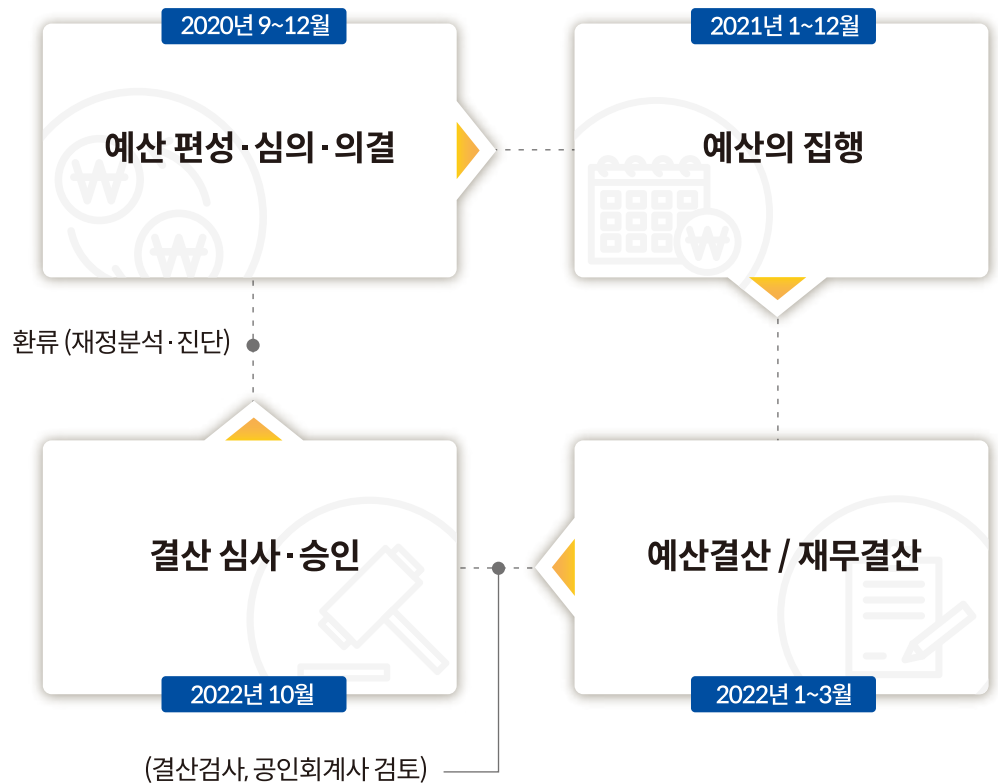 2020년 9~12월
예산 편성·심의·의결
2021년 1~12월
예산의 집행
환류 (재정분석·진단)
결산 심사·승인
2022년 10월
예산결산 / 재무결산
2022년 1~3월
(결산검사, 공인회계사 검토)